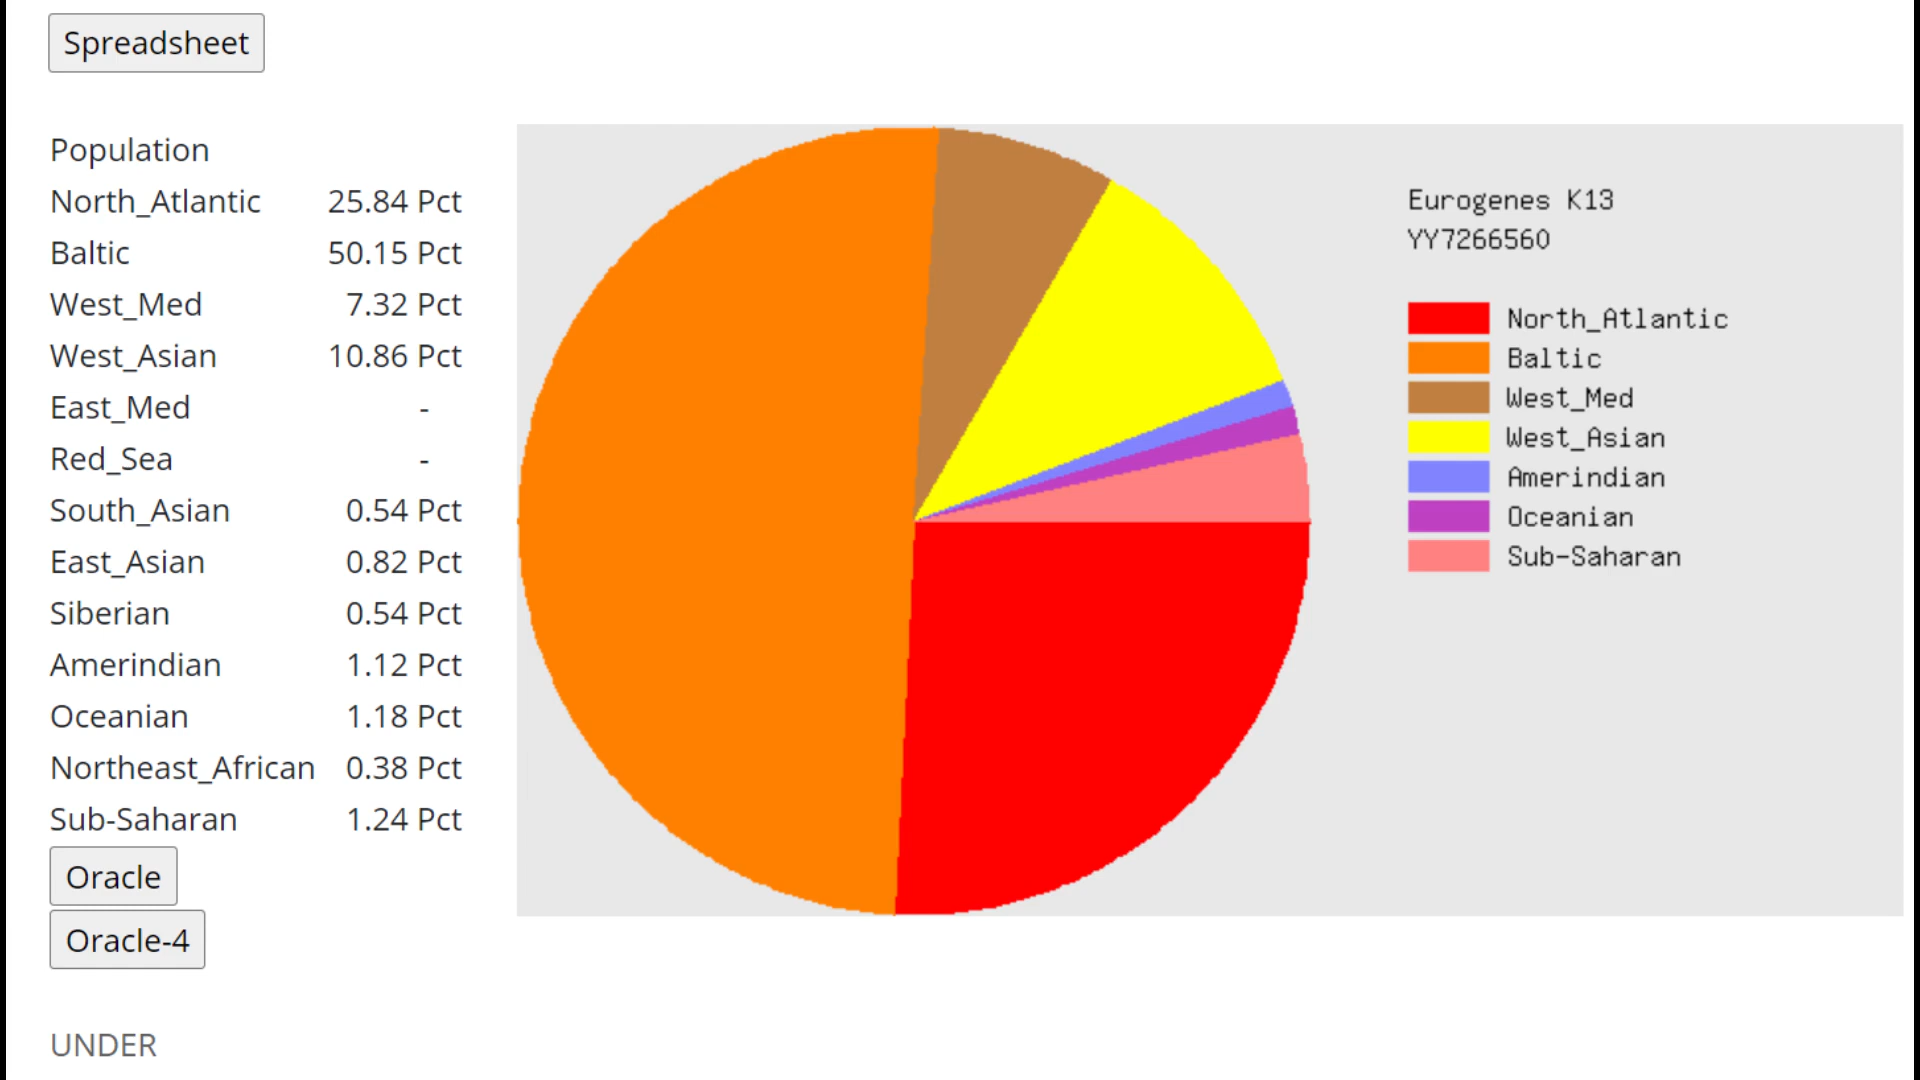 Spreadsheet
Population
North_Atlantic 25.84 Pct
Baltic 50.15 Pct
West_Med 7.32 Pct
West_Asian 10.86 Pct
East_Med -
Red_Sea -
South_Asian 0.54 Pct
East_Asian 0.82 Pct
Siberian 0.54 Pct
Amerindian 1.12 Pct
Oceanian 1.18 Pct
Northeast_African 0.38 Pct
Sub-Saharan 1.24 Pct
Oracle
Oracle-4
UNDER
Eurogenes K13
YY7266560
North_Atlantic
Baltic
West_Med
West_Asian
Amerindian
Oceanian
Sub-Saharan